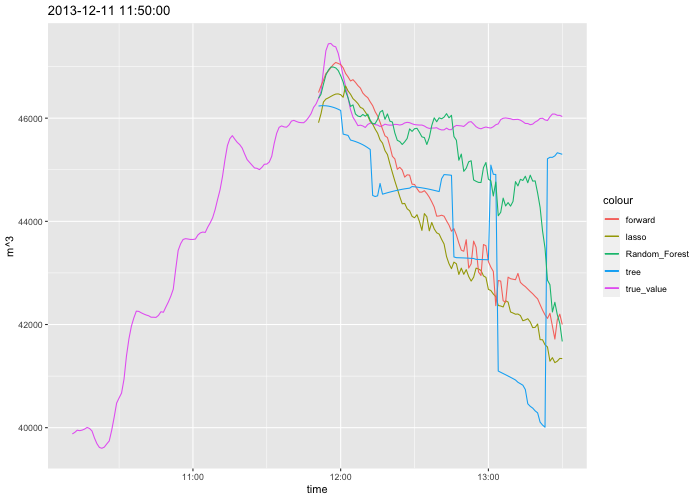 2013-12-11 11:50:00
46000
44000
42000
40000
m^3
11:00
12:00
13:00
time
colour
forward
lasso
Random_Forest
tree
true_value